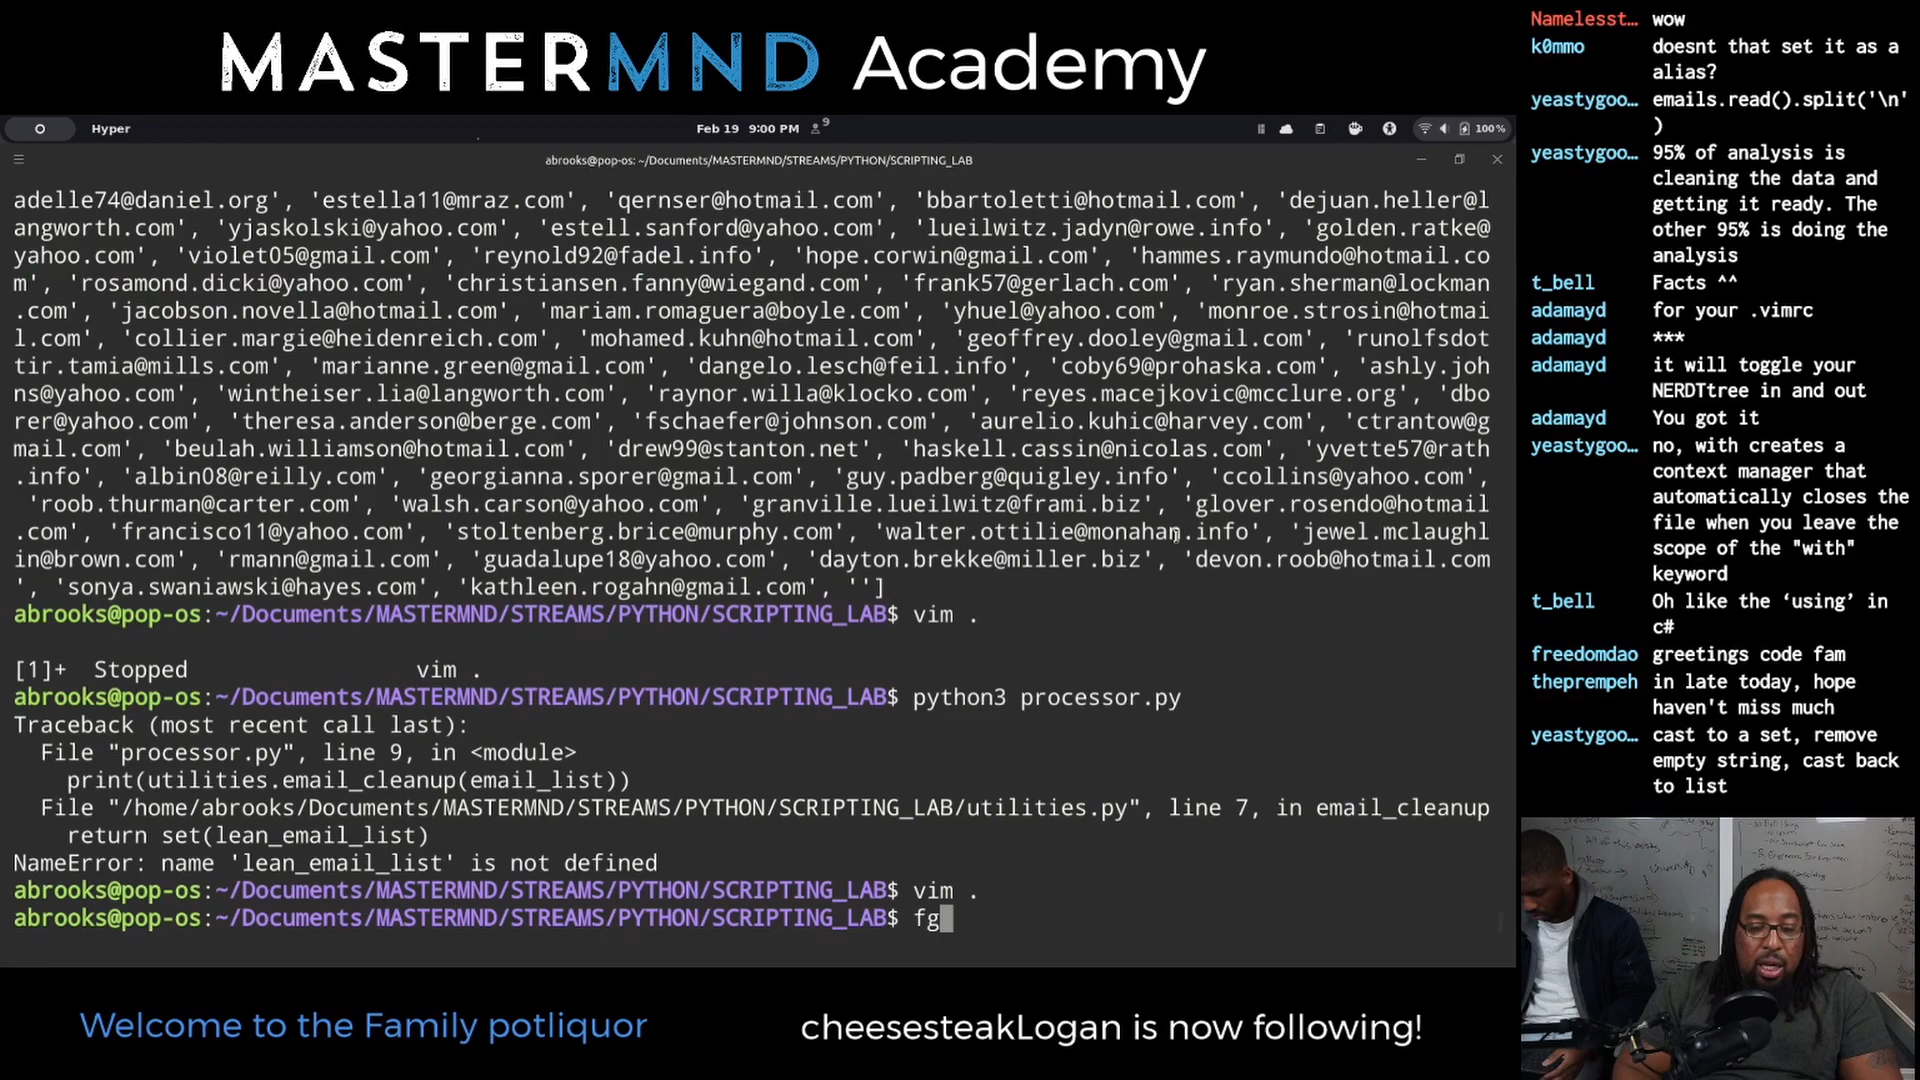 MASTERMND Academy
Hyper
Feb 19 9:00 PM
9
100%
abrooks@pop-os: ~/Documents/MASTERMND/STREAMS/PYTHON/SCRIPTING_LAB
adelle74@daniel.org', 'estella11@mraz.com', 'qernser@hotmail.com', 'bbartoletti@hotmail.com', 'dejuan.heller@l
angworth.com', 'yjaskolski@yahoo.com', 'estell.sanford@yahoo.com', 'lueilwitz.jadyn@rowe.info', 'golden.ratke@
yahoo.com', 'violet05@gmail.com', 'reynold92@fadel.info', 'hope.corwin@gmail.com', 'hammes.raymundo@hotmail.co
m', 'rosamond.dicki@yahoo.com', 'christiansen.fanny@wiegand.com', 'frank57@gerlach.com', 'ryan.sherman@lockman
.com', 'jacobson.novella@hotmail.com', 'mariam.romaguera@boyle.com', 'yhuel@yahoo.com', 'monroe.strosin@hotmai
l.com', 'collier.margie@heidenreich.com', 'mohamed.kuhn@hotmail.com', 'geoffrey.dooley@gmail.com', 'runolfsdot
tir.tamia@mills.com', 'marianne.green@gmail.com', 'dangelo.lesch@feil.info', 'coby69@prohaska.com', 'ashly.joh
ns@yahoo.com', 'wintheiser.lia@langworth.com', 'raynor.willa@klocko.com', 'reyes.macejkovic@mcclure.org', 'dbo
rer@yahoo.com', 'theresa.anderson@berge.com', 'fschaefer@johnson.com', 'aurelio.kuhic@harvey.com', 'ctrantow@g
mail.com', 'beulah.williamson@hotmail.com', 'drew99@stanton.net', 'haskell.cassin@nicolas.com', 'yvette57@rath
.info', 'albin08@reilly.com', 'georgianna.sporer@gmail.com', 'guy.padberg@quigley.info', 'ccollins@yahoo.com',
'roob.thurman@carter.com', 'walsh.carson@yahoo.com', 'granville.lueilwitz@frami.biz', 'glover.rosendo@hotmail
.com', 'francisco11@yahoo.com', 'stoltenberg.brice@murphy.com', 'walter.ottilie@monahan.info', 'jewel.mclaughl
in@brown.com', 'rmann@gmail.com', 'guadalupe18@yahoo.com', 'dayton.brekke@miller.biz', 'devon.roob@hotmail.com
', 'sonya.swaniawski@hayes.com', 'kathleen.rogahn@gmail.com', '']
abrooks@pop-os:~/Documents/MASTERMND/STREAMS/PYTHON/SCRIPTING_LAB$ vim .
[1]+ Stopped vim .
abrooks@pop-os:~/Documents/MASTERMND/STREAMS/PYTHON/SCRIPTING_LAB$ python3 processor.py
Traceback (most recent call last):
File "processor.py", line 9, in <module>
print(utilities.email_cleanup(email_list))
File "/home/abrooks/Documents/MASTERMND/STREAMS/PYTHON/SCRIPTING_LAB/utilities.py", line 7, in email_cleanup
return set(lean_email_list)
NameError: name 'lean_email_list' is not defined
abrooks@pop-os:~/Documents/MASTERMND/STREAMS/PYTHON/SCRIPTING_LAB$ vim .
abrooks@pop-os:~/Documents/MASTERMND/STREAMS/PYTHON/SCRIPTING_LAB$ fg
Namelesst… wow
k0mmo doesnt that set it as a
alias?
yeastygoo… emails.read().split('\n'
)
yeastygoo… 95% of analysis is
cleaning the data and
getting it ready. The
other 95% is doing the
analysis
t_bell Facts ^^
adamayd for your .vimrc
adamayd ***
adamayd it will toggle your
NERDTtree in and out
adamayd You got it
yeastygoo… no, with creates a
context manager that
automatically closes the
file when you leave the
scope of the "with"
keyword
t_bell Oh like the ‘using’ in
c#
freedomdao greetings code fam
theprempeh in late today, hope
haven't miss much
yeastygoo… cast to a set, remove
empty string, cast back
to list
Welcome to the Family potliquor
cheesesteakLogan is now following!